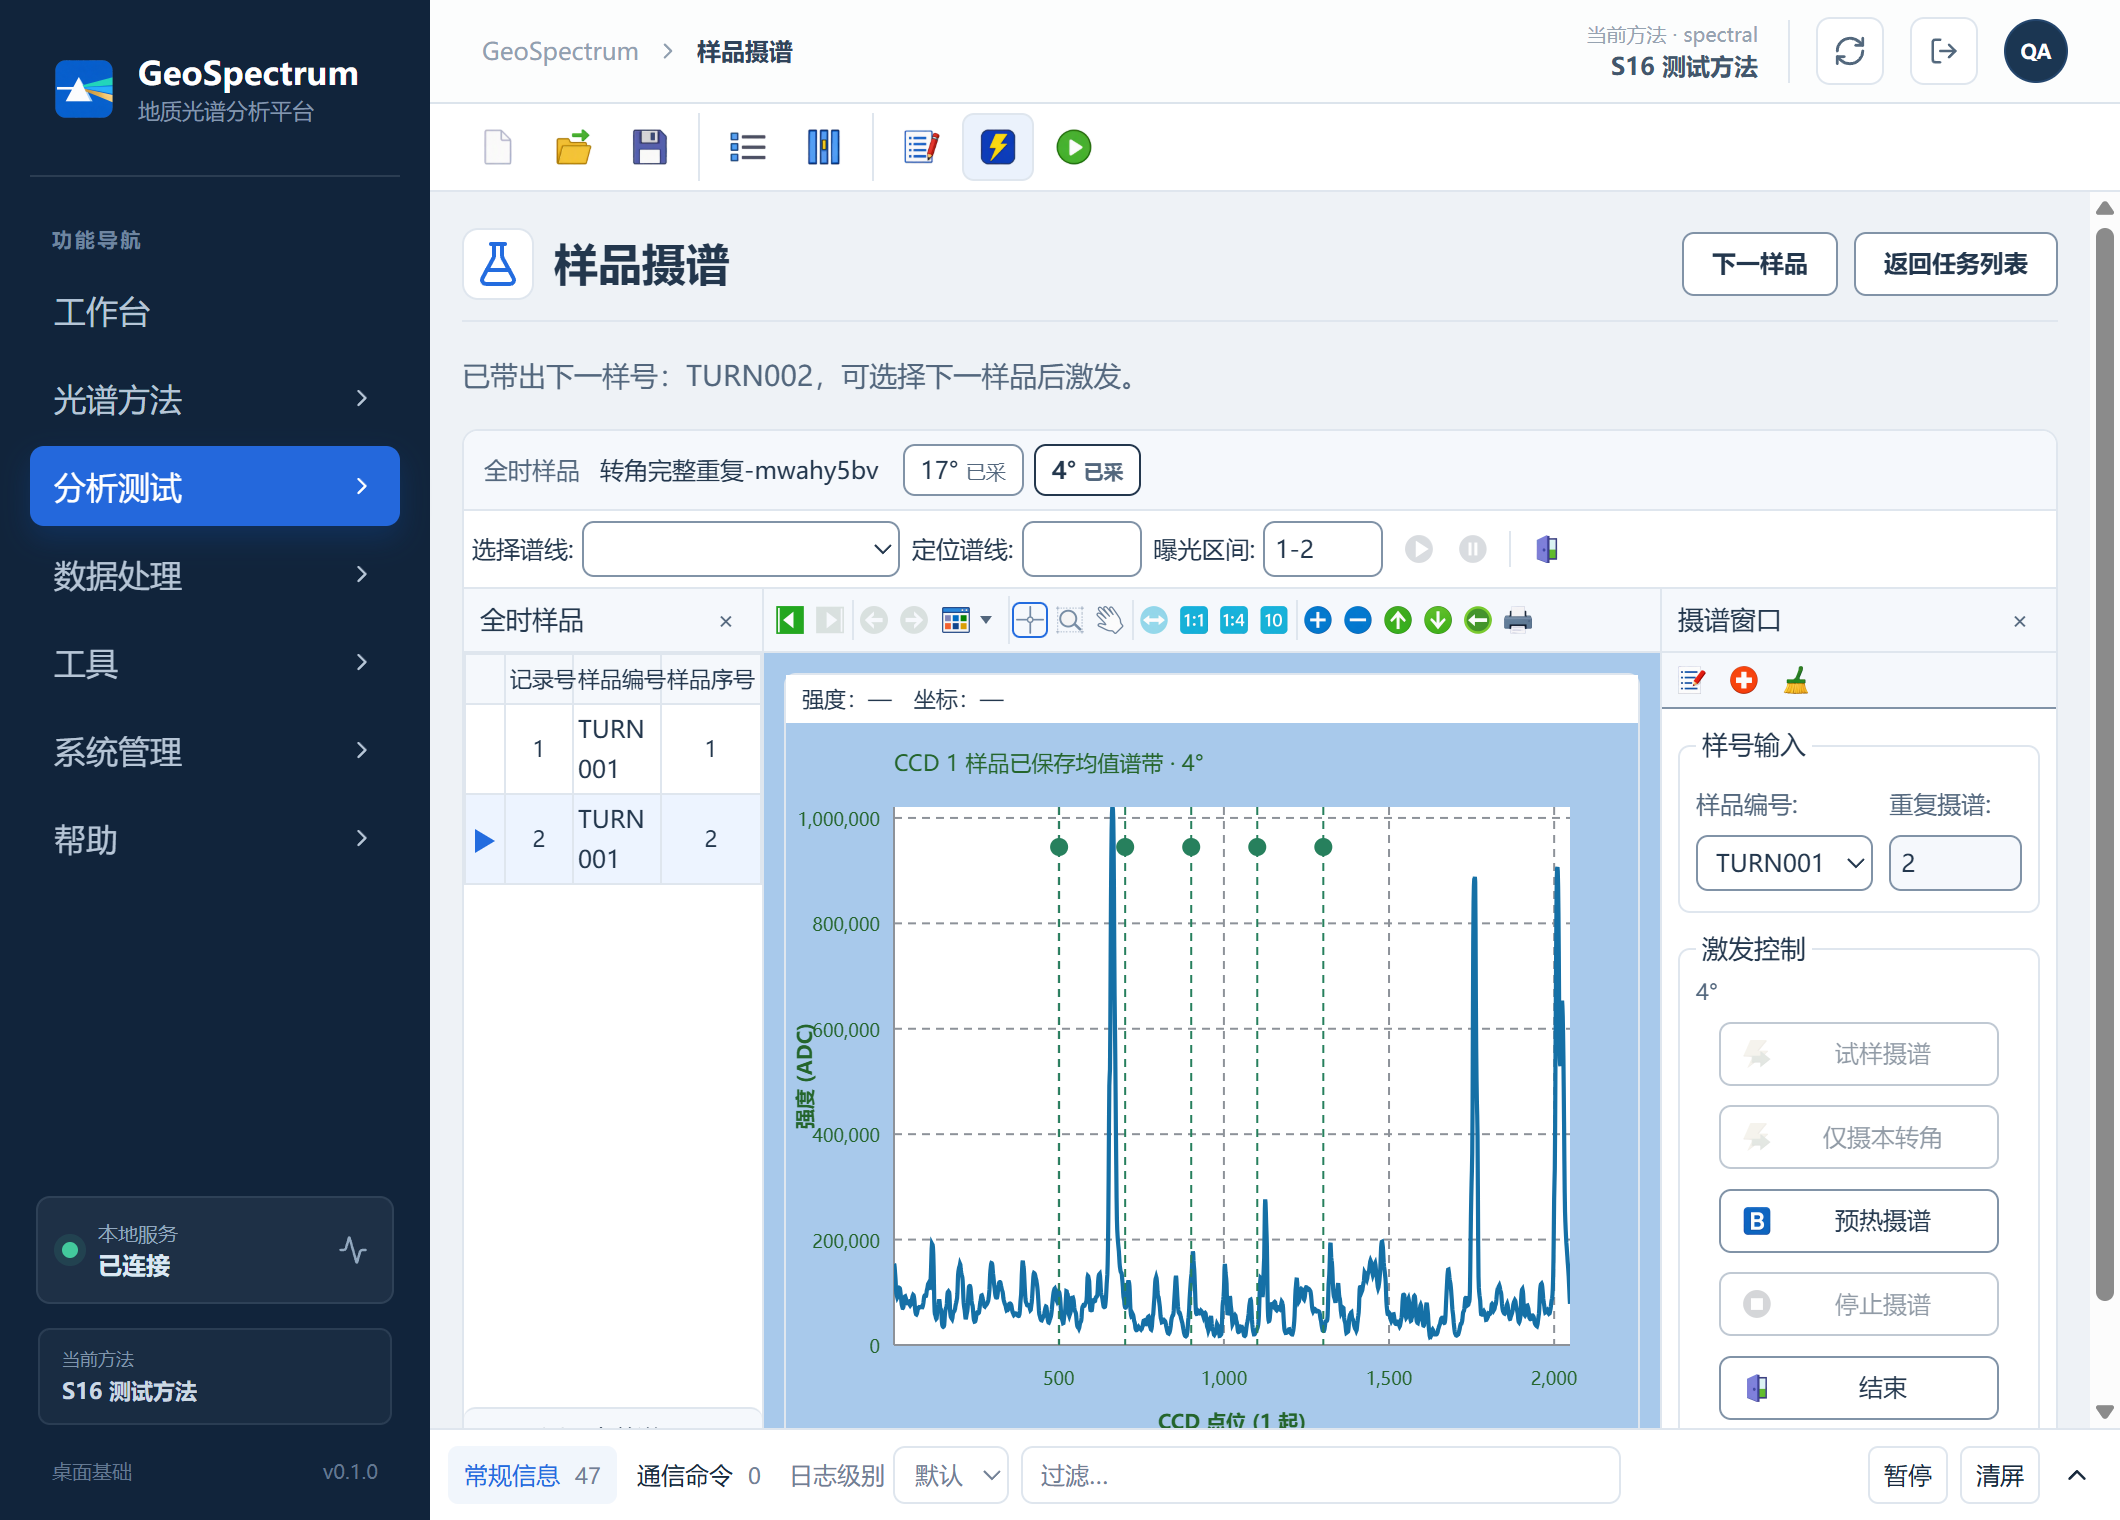 GeoSpectrum
地质光谱分析平台
功能导航
工作台
光谱方法
分析测试
数据处理
工具
系统管理
帮助
本地服务
已连接
当前方法
S16 测试方法
桌面基础 v0.1.0
GeoSpectrum 样品摄谱
当前方法 · spectral
S16 测试方法
QA
样品摄谱
下一样品
返回任务列表
已带出下一样号：TURN002，可选择下一样品后激发。
全时样品 转角完整重复-mwahy5bv 17° 已采 4° 已采
选择谱线: 定位谱线: 曝光区间: 1-2
全时样品 ×
1:1 1:4 10
摄谱窗口 ×
记录号 样品编号 样品序号
1 TURN001 1
2 TURN001 2
强度：— 坐标：—
CCD 1 样品已保存均值谱带 · 4°
1,000,000
800,000
600,000
400,000
200,000
0
强度 (ADC)
500 1,000 1,500 2,000
CCD 点位 (1 起)
样号输入
样品编号: 重复摄谱:
TURN001 2
激发控制
4°
试样摄谱
仅摄本转角
B 预热摄谱
停止摄谱
结束
常规信息 47 通信命令 0 日志级别 默认 过滤... 暂停 清屏